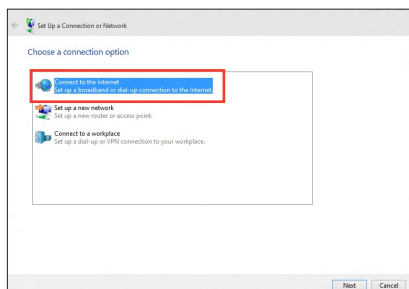 Set Up a Connection or Network
Choose a connection option
Connect to the Internet
Set up a broadband or dial-up connection to the Internet.
Set up a new network
Set up a new router or access point.
Connect to a workplace
Set up a dial-up or VPN connection to your workplace.
Next Cancel